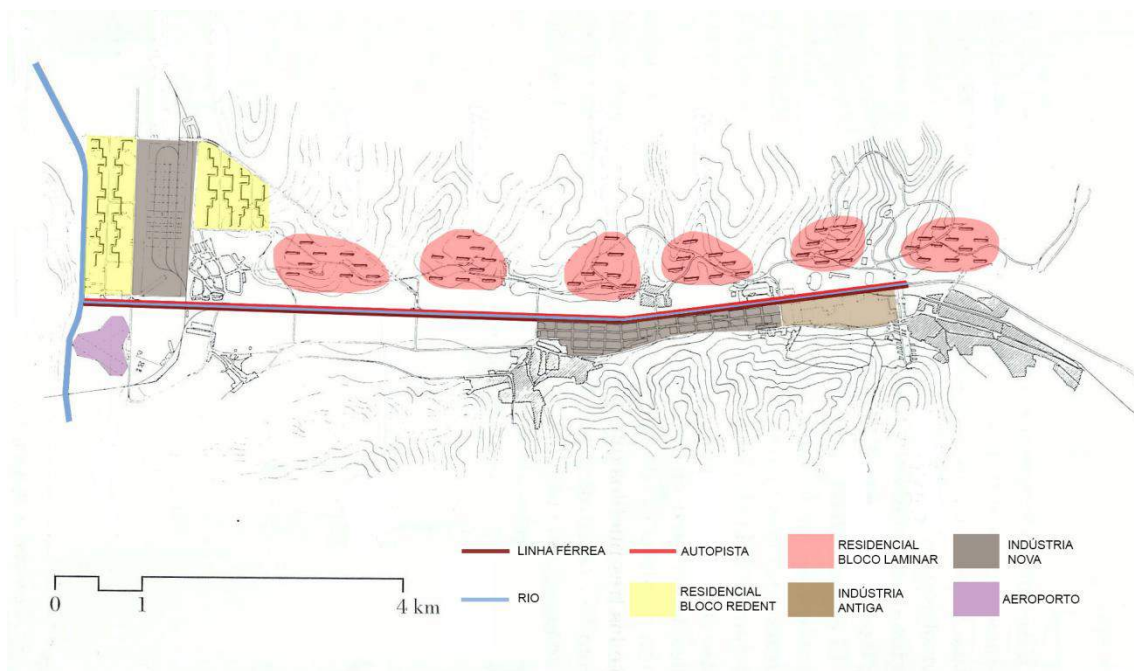 LINHA FÉRREA
AUTOPISTA
RESIDENCIAL
BLOCO LAMINAR
INDÚSTRIA
NOVA
RIO
RESIDENCIAL
BLOCO REDENT
INDÚSTRIA
ANTIGA
AEROPORTO
0 1 4 km